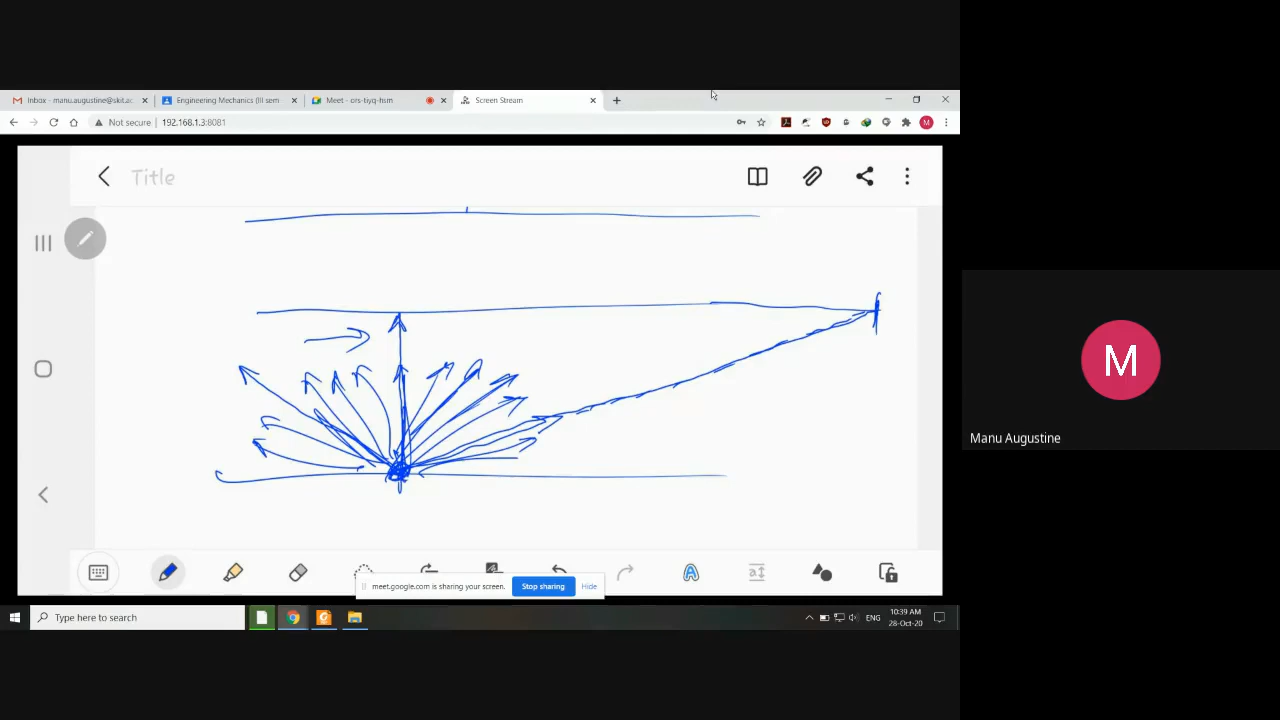 Inbox - manu.augustine@skit.ac
Engineering Mechanics (III sem
Meet - ors-tiyq-hsm
Screen Stream
Not secure
192.168.1.3:8081
M
Title
M
Manu Augustine
meet.google.com is sharing your screen.
Stop sharing
Hide
Type here to search
ENG
10:39 AM
28-Oct-20